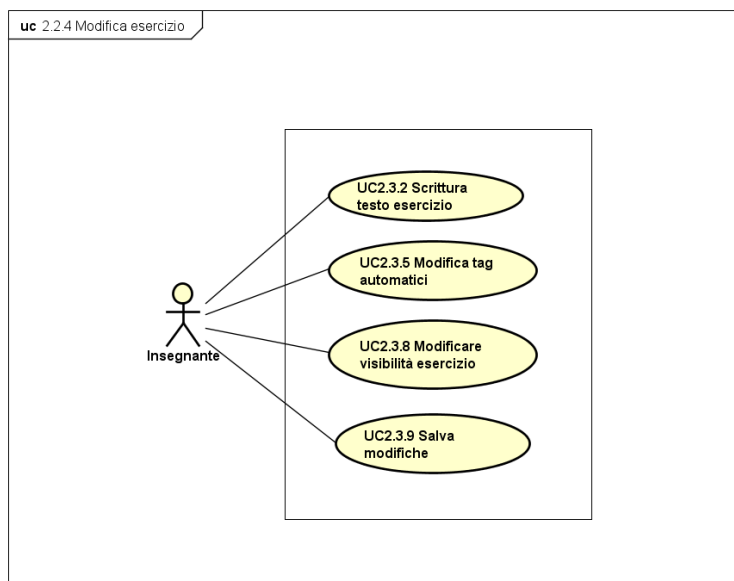 uc 2.2.4 Modifica esercizio
UC2.3.2 Scrittura
testo esercizio
UC2.3.5 Modifica tag
automatici
UC2.3.8 Modificare
visibilità esercizio
Insegnante
UC2.3.9 Salva
modifiche